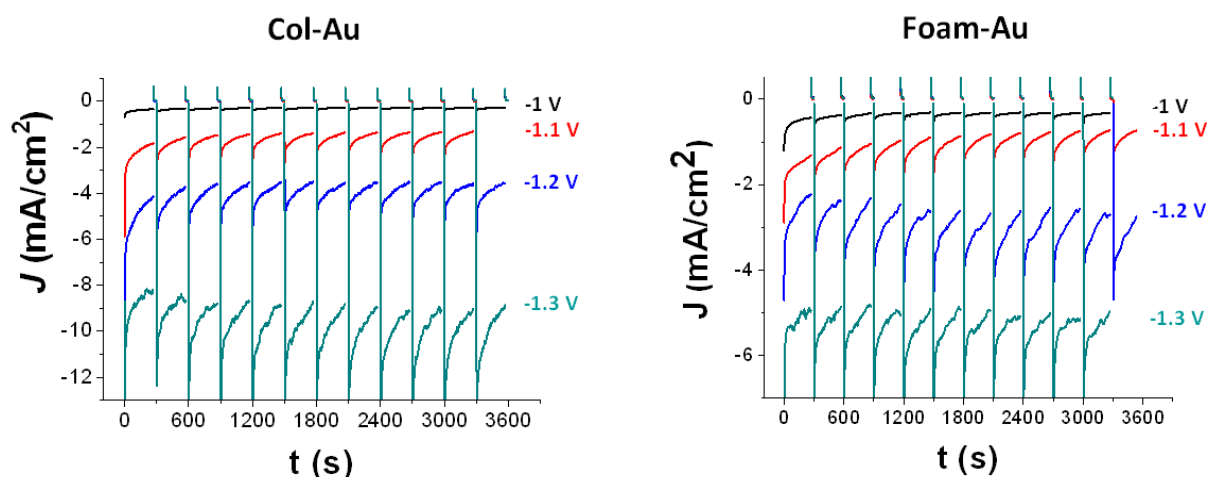 Col-Au
0
-2
-4
-6
-8
-10
-12
J (mA/cm²)
-1 V
-1.1 V
-1.2 V
-1.3 V
0 600 1200 1800 2400 3000 3600
t (s)
Foam-Au
0
-2
-4
-6
J (mA/cm²)
-1 V
-1.1 V
-1.2 V
-1.3 V
0 600 1200 1800 2400 3000 3600
t (s)